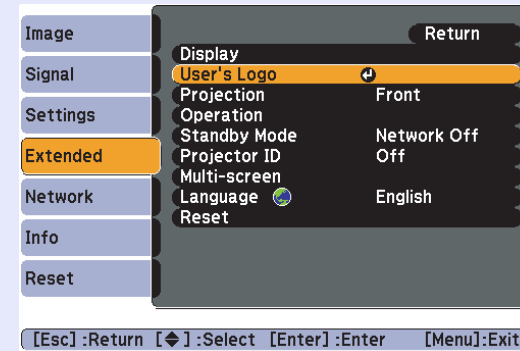 Image
Signal
Settings
Extended
Network
Info
Reset
Return
Display
User's Logo
Projection Front
Operation
Standby Mode Network Off
Projector ID Off
Multi-screen
Language English
Reset
[Esc] :Return [◆] :Select [Enter] :Enter [Menu]:Exit